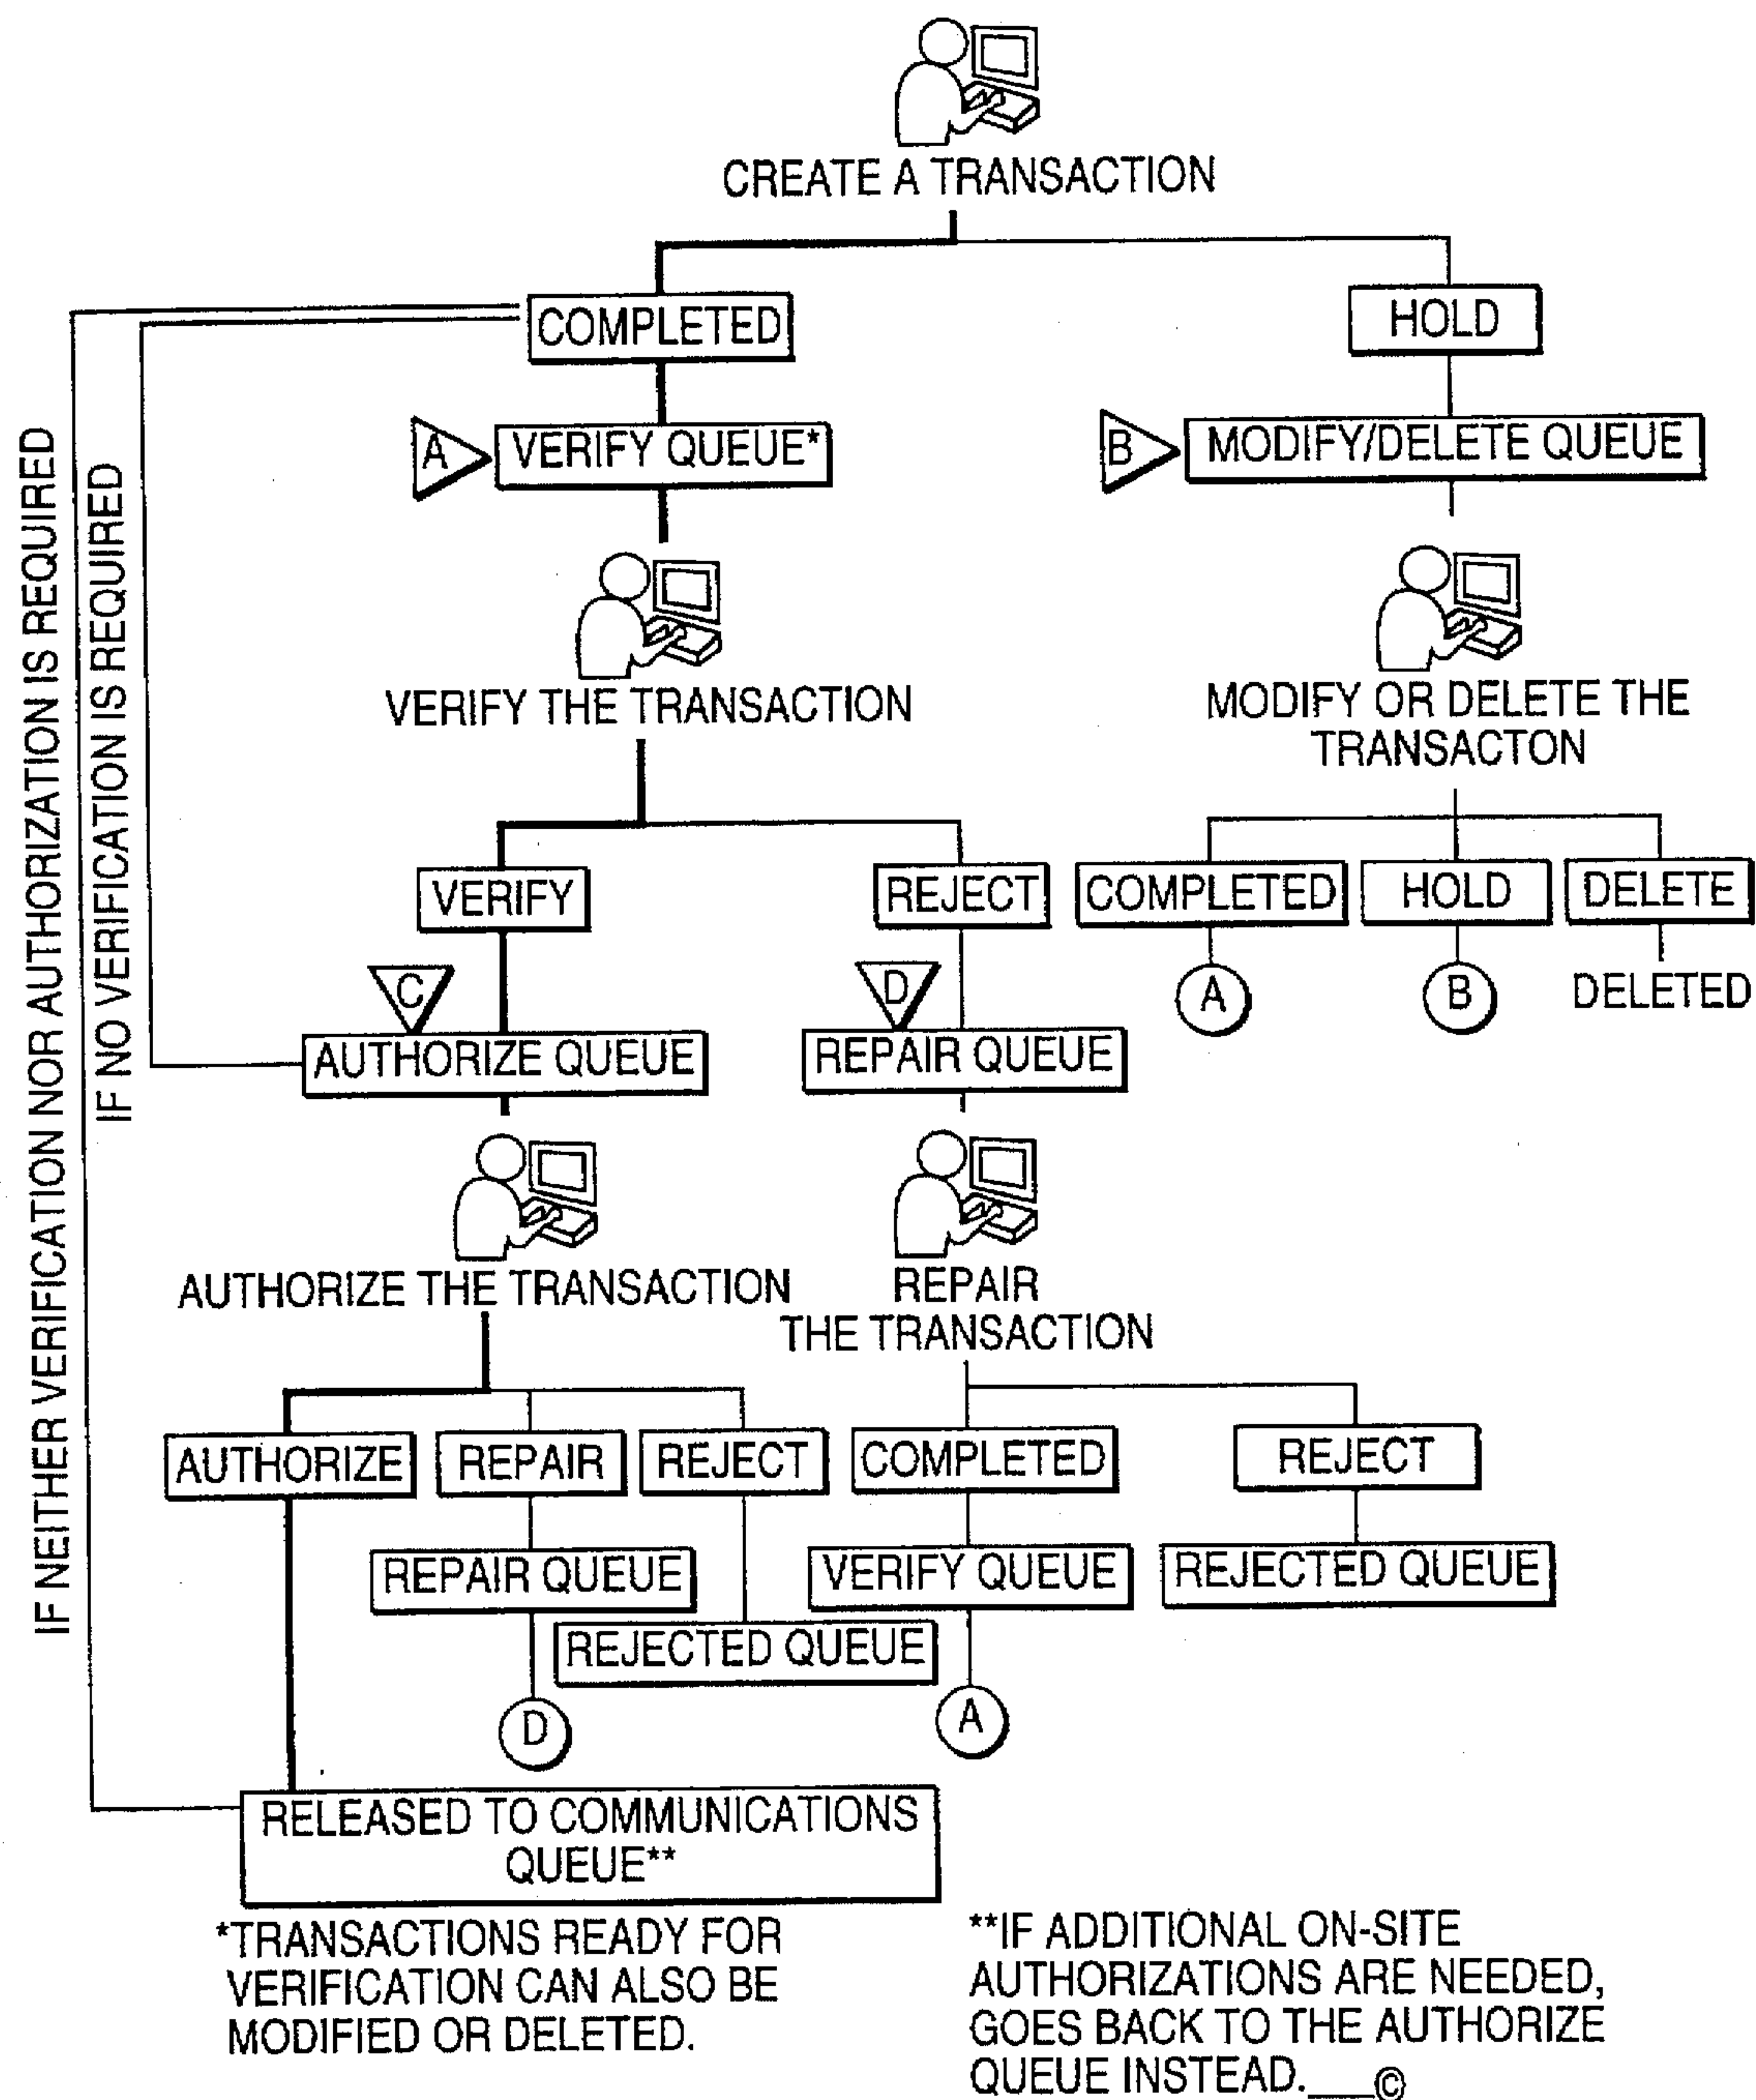 CREATE A TRANSACTION
COMPLETED
HOLD
A
VERIFY QUEUE*
B
MODIFY/DELETE QUEUE
IF NEITHER VERIFICATION NOR AUTHORIZATION IS REQUIRED
IF NO VERIFICATION IS REQUIRED
VERIFY THE TRANSACTION
MODIFY OR DELETE THE
TRANSACTON
VERIFY
REJECT
COMPLETED
HOLD
DELETE
C
D
A
B
DELETED
AUTHORIZE QUEUE
REPAIR QUEUE
AUTHORIZE THE TRANSACTION
REPAIR
THE TRANSACTION
AUTHORIZE
REPAIR
REJECT
COMPLETED
REJECT
REPAIR QUEUE
VERIFY QUEUE
REJECTED QUEUE
REJECTED QUEUE
D
A
RELEASED TO COMMUNICATIONS
QUEUE**
*TRANSACTIONS READY FOR
VERIFICATION CAN ALSO BE
MODIFIED OR DELETED.
**IF ADDITIONAL ON-SITE
AUTHORIZATIONS ARE NEEDED,
GOES BACK TO THE AUTHORIZE
QUEUE INSTEAD.___©